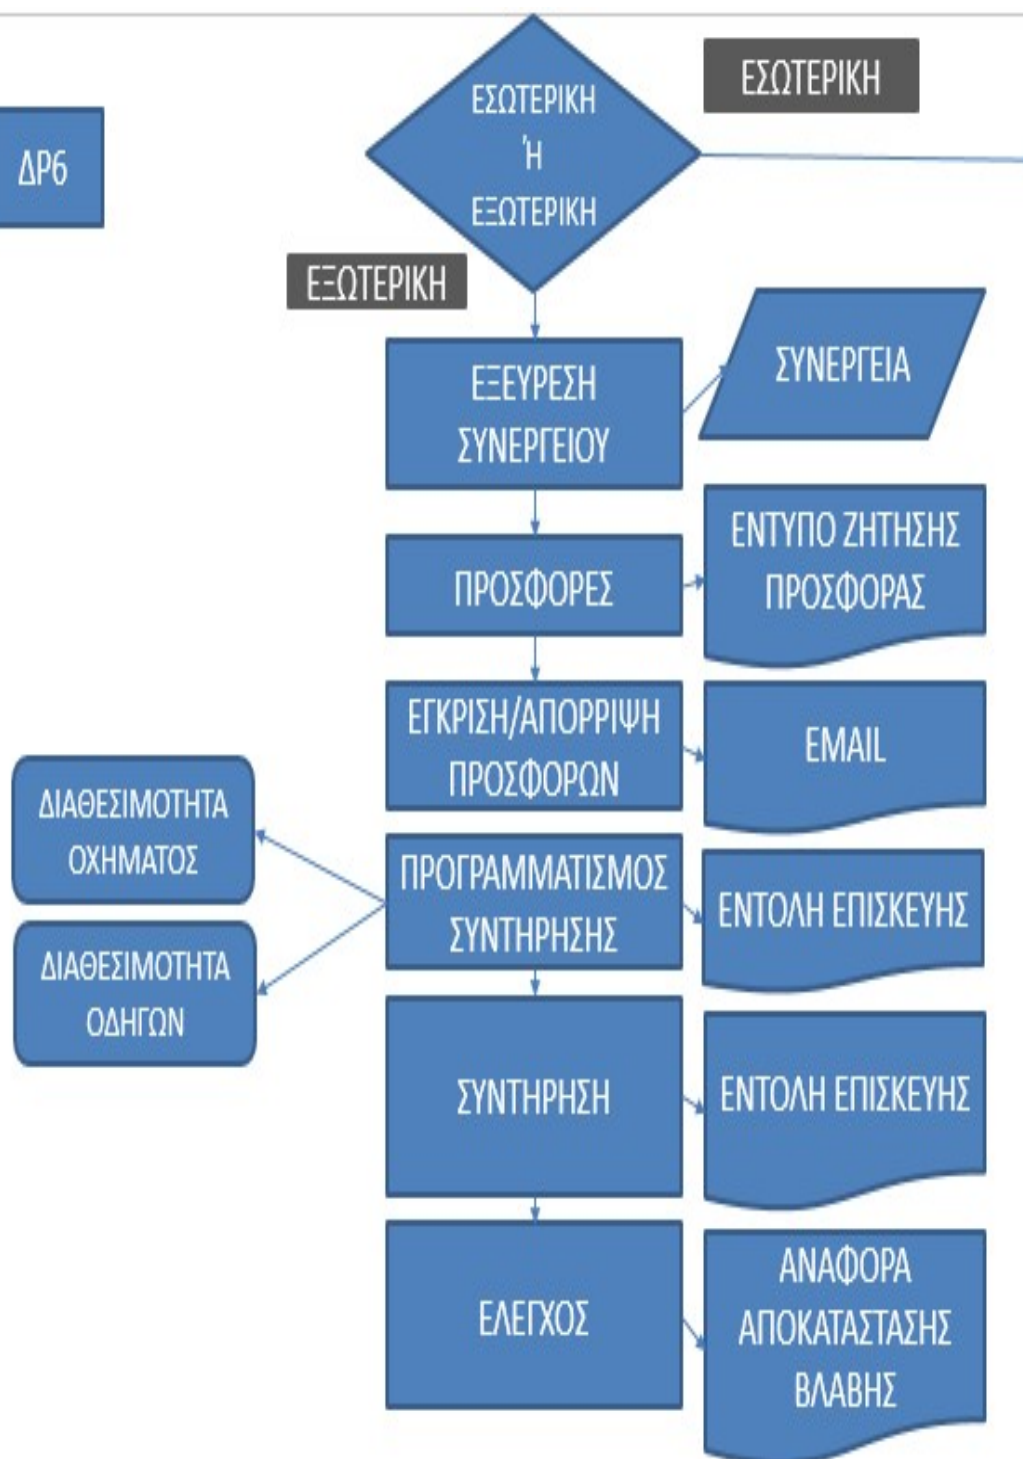 ΕΣΩΤΕΡΙΚΗ
Ή
ΕΞΩΤΕΡΙΚΗ
ΕΣΩΤΕΡΙΚΗ
ΔΡ6
ΕΞΩΤΕΡΙΚΗ
ΕΞΕΥΡΕΣΗ
ΣΥΝΕΡΓΕΙΟΥ
ΣΥΝΕΡΓΕΙΑ
ΠΡΟΣΦΟΡΕΣ
ΕΝΤΥΠΟ ΖΗΤΗΣΗΣ
ΠΡΟΣΦΟΡΑΣ
ΕΓΚΡΙΣΗ/ΑΠΟΡΡΙΨΗ
ΠΡΟΣΦΟΡΩΝ
EMAIL
ΔΙΑΘΕΣΙΜΟΤΗΤΑ
ΟΧΗΜΑΤΟΣ
ΠΡΟΓΡΑΜΜΑΤΙΣΜΟΣ
ΣΥΝΤΗΡΗΣΗΣ
ΕΝΤΟΛΗ ΕΠΙΣΚΕΥΗΣ
ΔΙΑΘΕΣΙΜΟΤΗΤΑ
ΟΔΗΓΩΝ
ΣΥΝΤΗΡΗΣΗ
ΕΝΤΟΛΗ ΕΠΙΣΚΕΥΗΣ
ΕΛΕΓΧΟΣ
ΑΝΑΦΟΡΑ
ΑΠΟΚΑΤΑΣΤΑΣΗΣ
ΒΛΑΒΗΣ